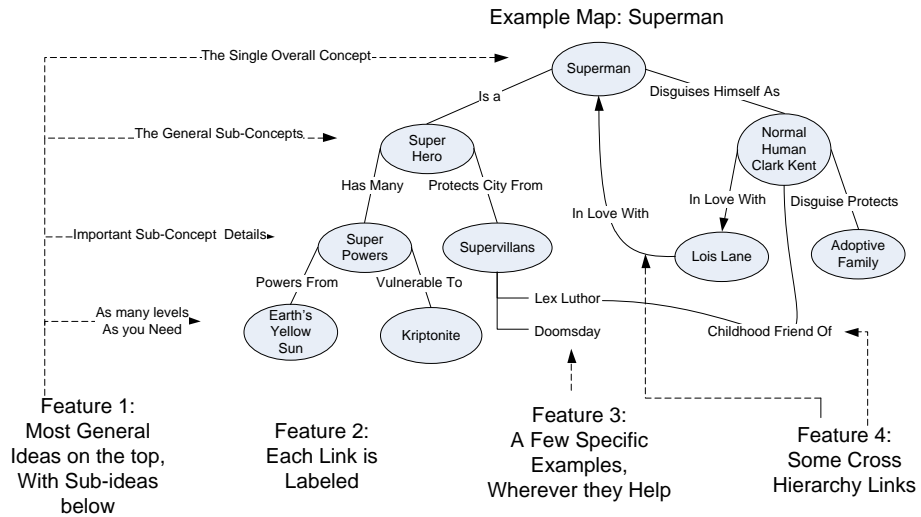 Example Map: Superman
The Single Overall Concept
Superman
Is a
Disguises Himself As
The General Sub-Concepts
Super
Hero
Normal
Human
Clark Kent
Has Many
Protects City From
In Love With
In Love With
Disguise Protects
Important Sub-Concept Details
Super
Powers
Supervillans
Lois Lane
Adoptive
Family
Powers From
Vulnerable To
As many levels
As you Need
Earth's
Yellow
Sun
Kriptonite
Lex Luthor
Doomsday
Childhood Friend Of
Feature 1:
Most General
Ideas on the top,
With Sub-ideas
below
Feature 2:
Each Link is
Labeled
Feature 3:
A Few Specific
Examples,
Wherever they Help
Feature 4:
Some Cross
Hierarchy Links